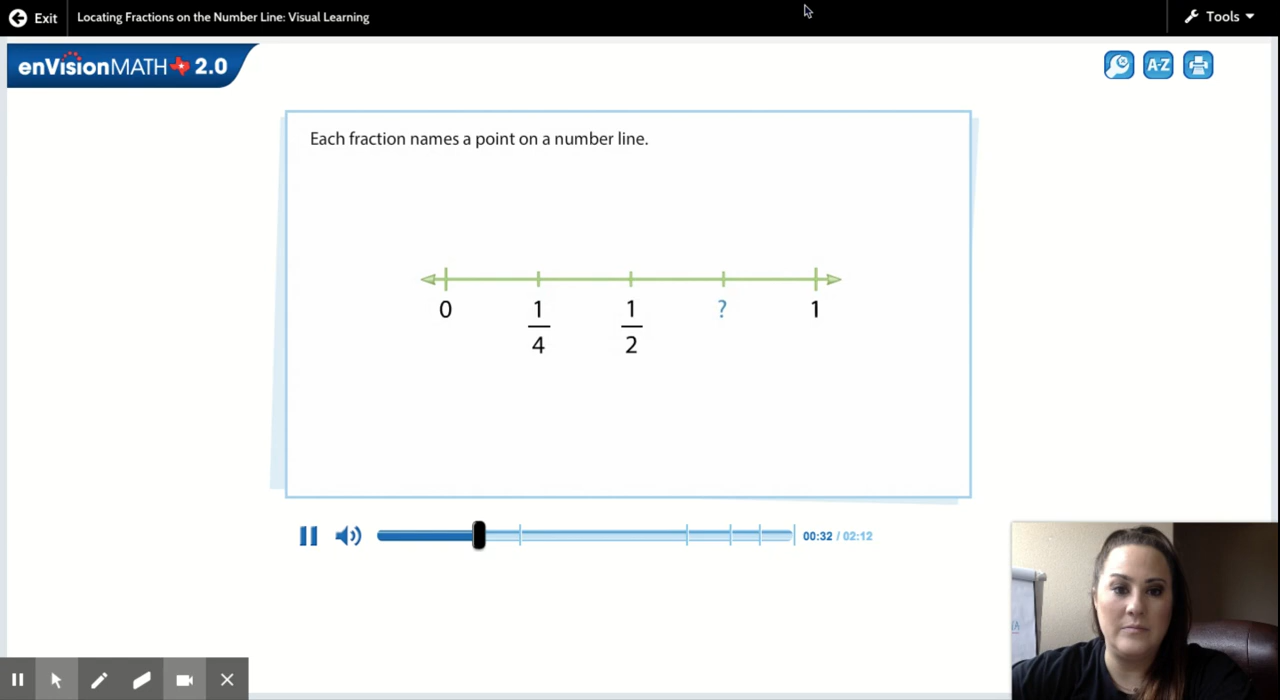 Exit
Locating Fractions on the Number Line: Visual Learning
Tools
enVisionMATH 2.0
A-Z
Each fraction names a point on a number line.
0
1
4
1
2
?
1
00:32 / 02:12